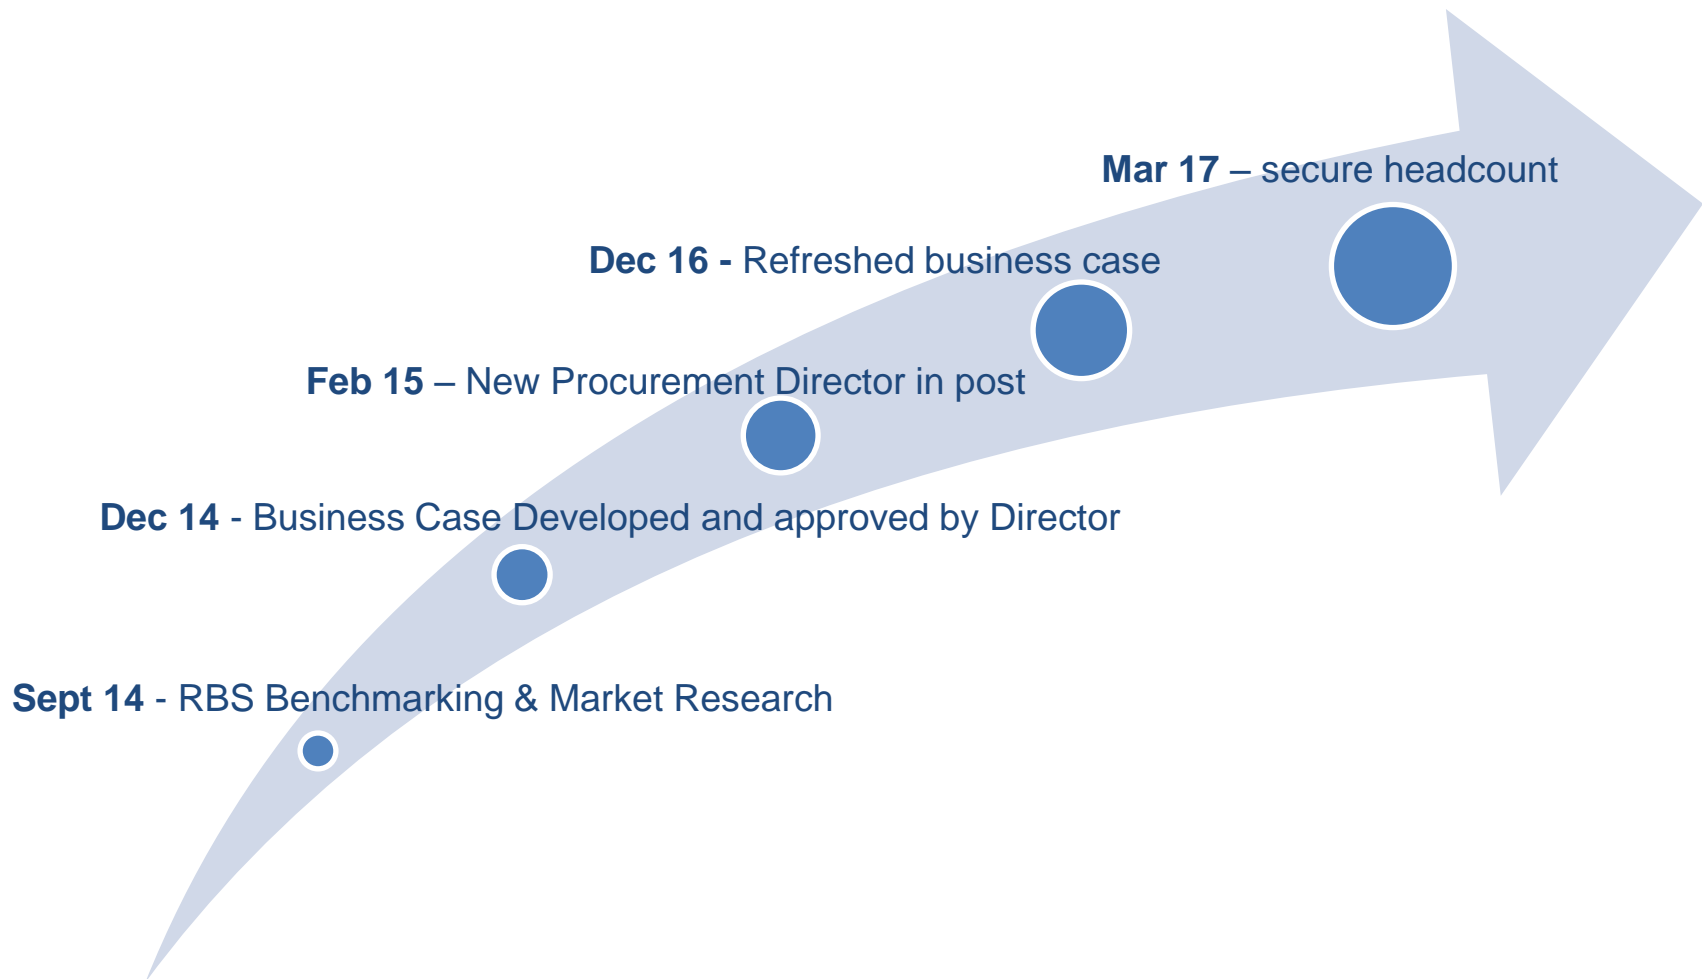 Mar 17 – secure headcount
Dec 16 - Refreshed business case
Feb 15 – New Procurement Director in post
Dec 14 - Business Case Developed and approved by Director
Sept 14 - RBS Benchmarking & Market Research